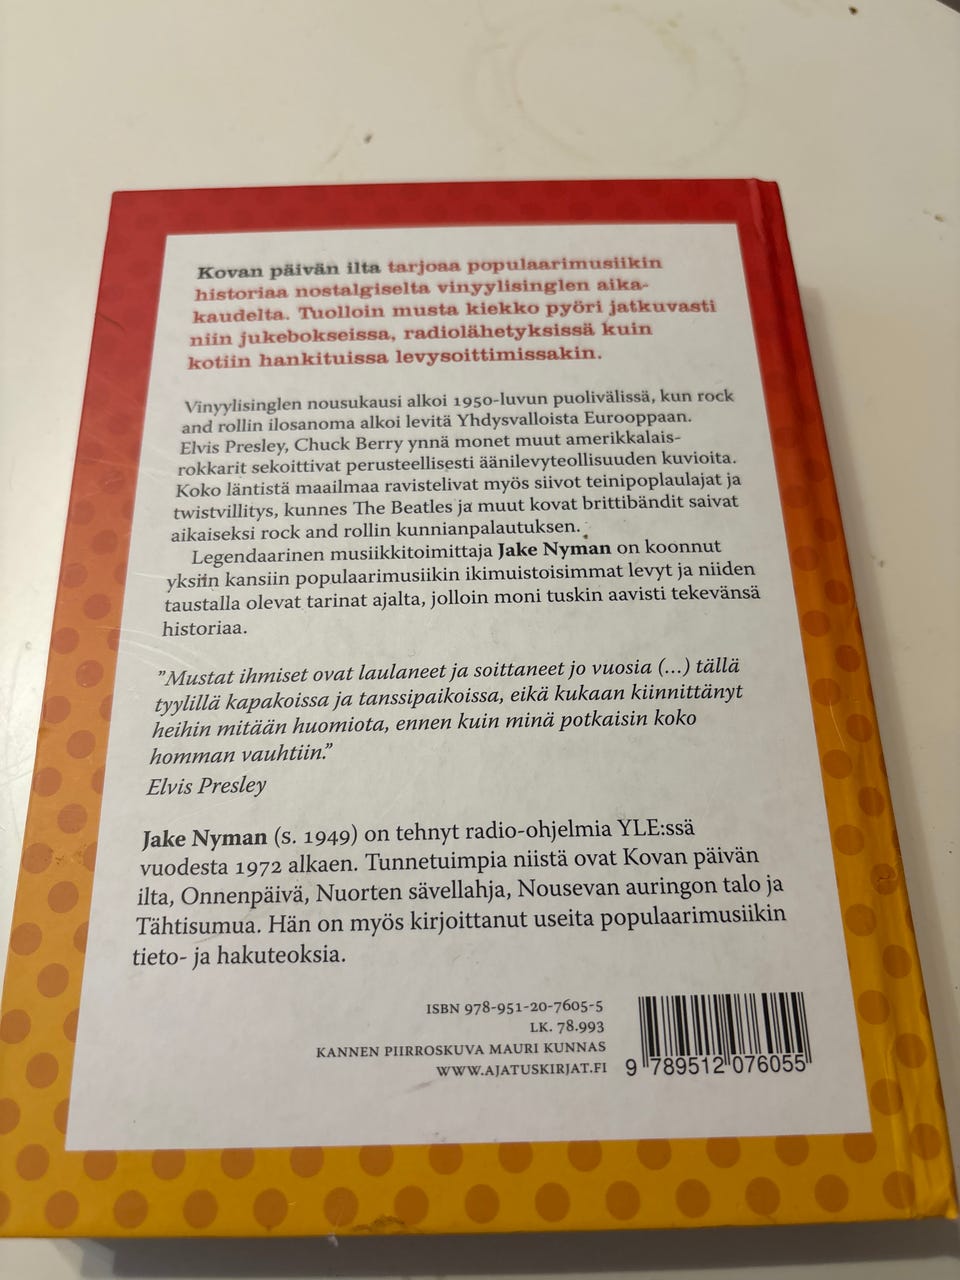 Kovan päivän ilta tarjoaa populaarimusiikin
historiaa nostalgiselta vinyylisinglen aika-
kaudelta. Tuolloin musta kiekko pyöri jatkuvasti
niin jukebokseissa, radiolähetyksissä kuin
kotiin hankituissa levysoittimissakin.
Vinyylisinglen nousukausi alkoi 1950-luvun puolivälissä, kun rock
and rollin ilosanoma alkoi levitä Yhdysvalloista Eurooppaan.
Elvis Presley, Chuck Berry ynnä monet muut amerikkalais-
rokkarit sekoittivat perusteellisesti äänilevyteollisuuden kuvioita.
Koko läntistä maailmaa ravistelivat myös siivot teinipoplaulajat ja
twistvillitys, kunnes The Beatles ja muut kovat brittibändit saivat
aikaiseksi rock and rollin kunnianpalautuksen.
Legendaarinen musiikkitoimittaja Jake Nyman on koonnut
yksiin kansiin populaarimusiikin ikimuistoisimmat levyt ja niiden
taustalla olevat tarinat ajalta, jolloin moni tuskin aavisti tekevänsä
historiaa.
"Mustat ihmiset ovat laulaneet ja soittaneet jo vuosia (...) tällä
tyylillä kapakoissa ja tanssipaikoissa, eikä kukaan kiinnittänyt
heihin mitään huomiota, ennen kuin minä potkaisin koko
homman vauhtiin."
Elvis Presley
Jake Nyman (s. 1949) on tehnyt radio-ohjelmia YLE:ssä
vuodesta 1972 alkaen. Tunnetuimpia niistä ovat Kovan päivän
ilta, Onnenpäivä, Nuorten sävellahja, Nousevan auringon talo ja
Tähtisumua. Hän on myös kirjoittanut useita populaarimusiikin
tieto- ja hakuteoksia.
ISBN 978-951-20-7605-5
LK. 78.993
KANNEN PIIRROSKUVA MAURI KUNNAS
WWW.AJATUSKIRJAT.FI
9 789512 076055